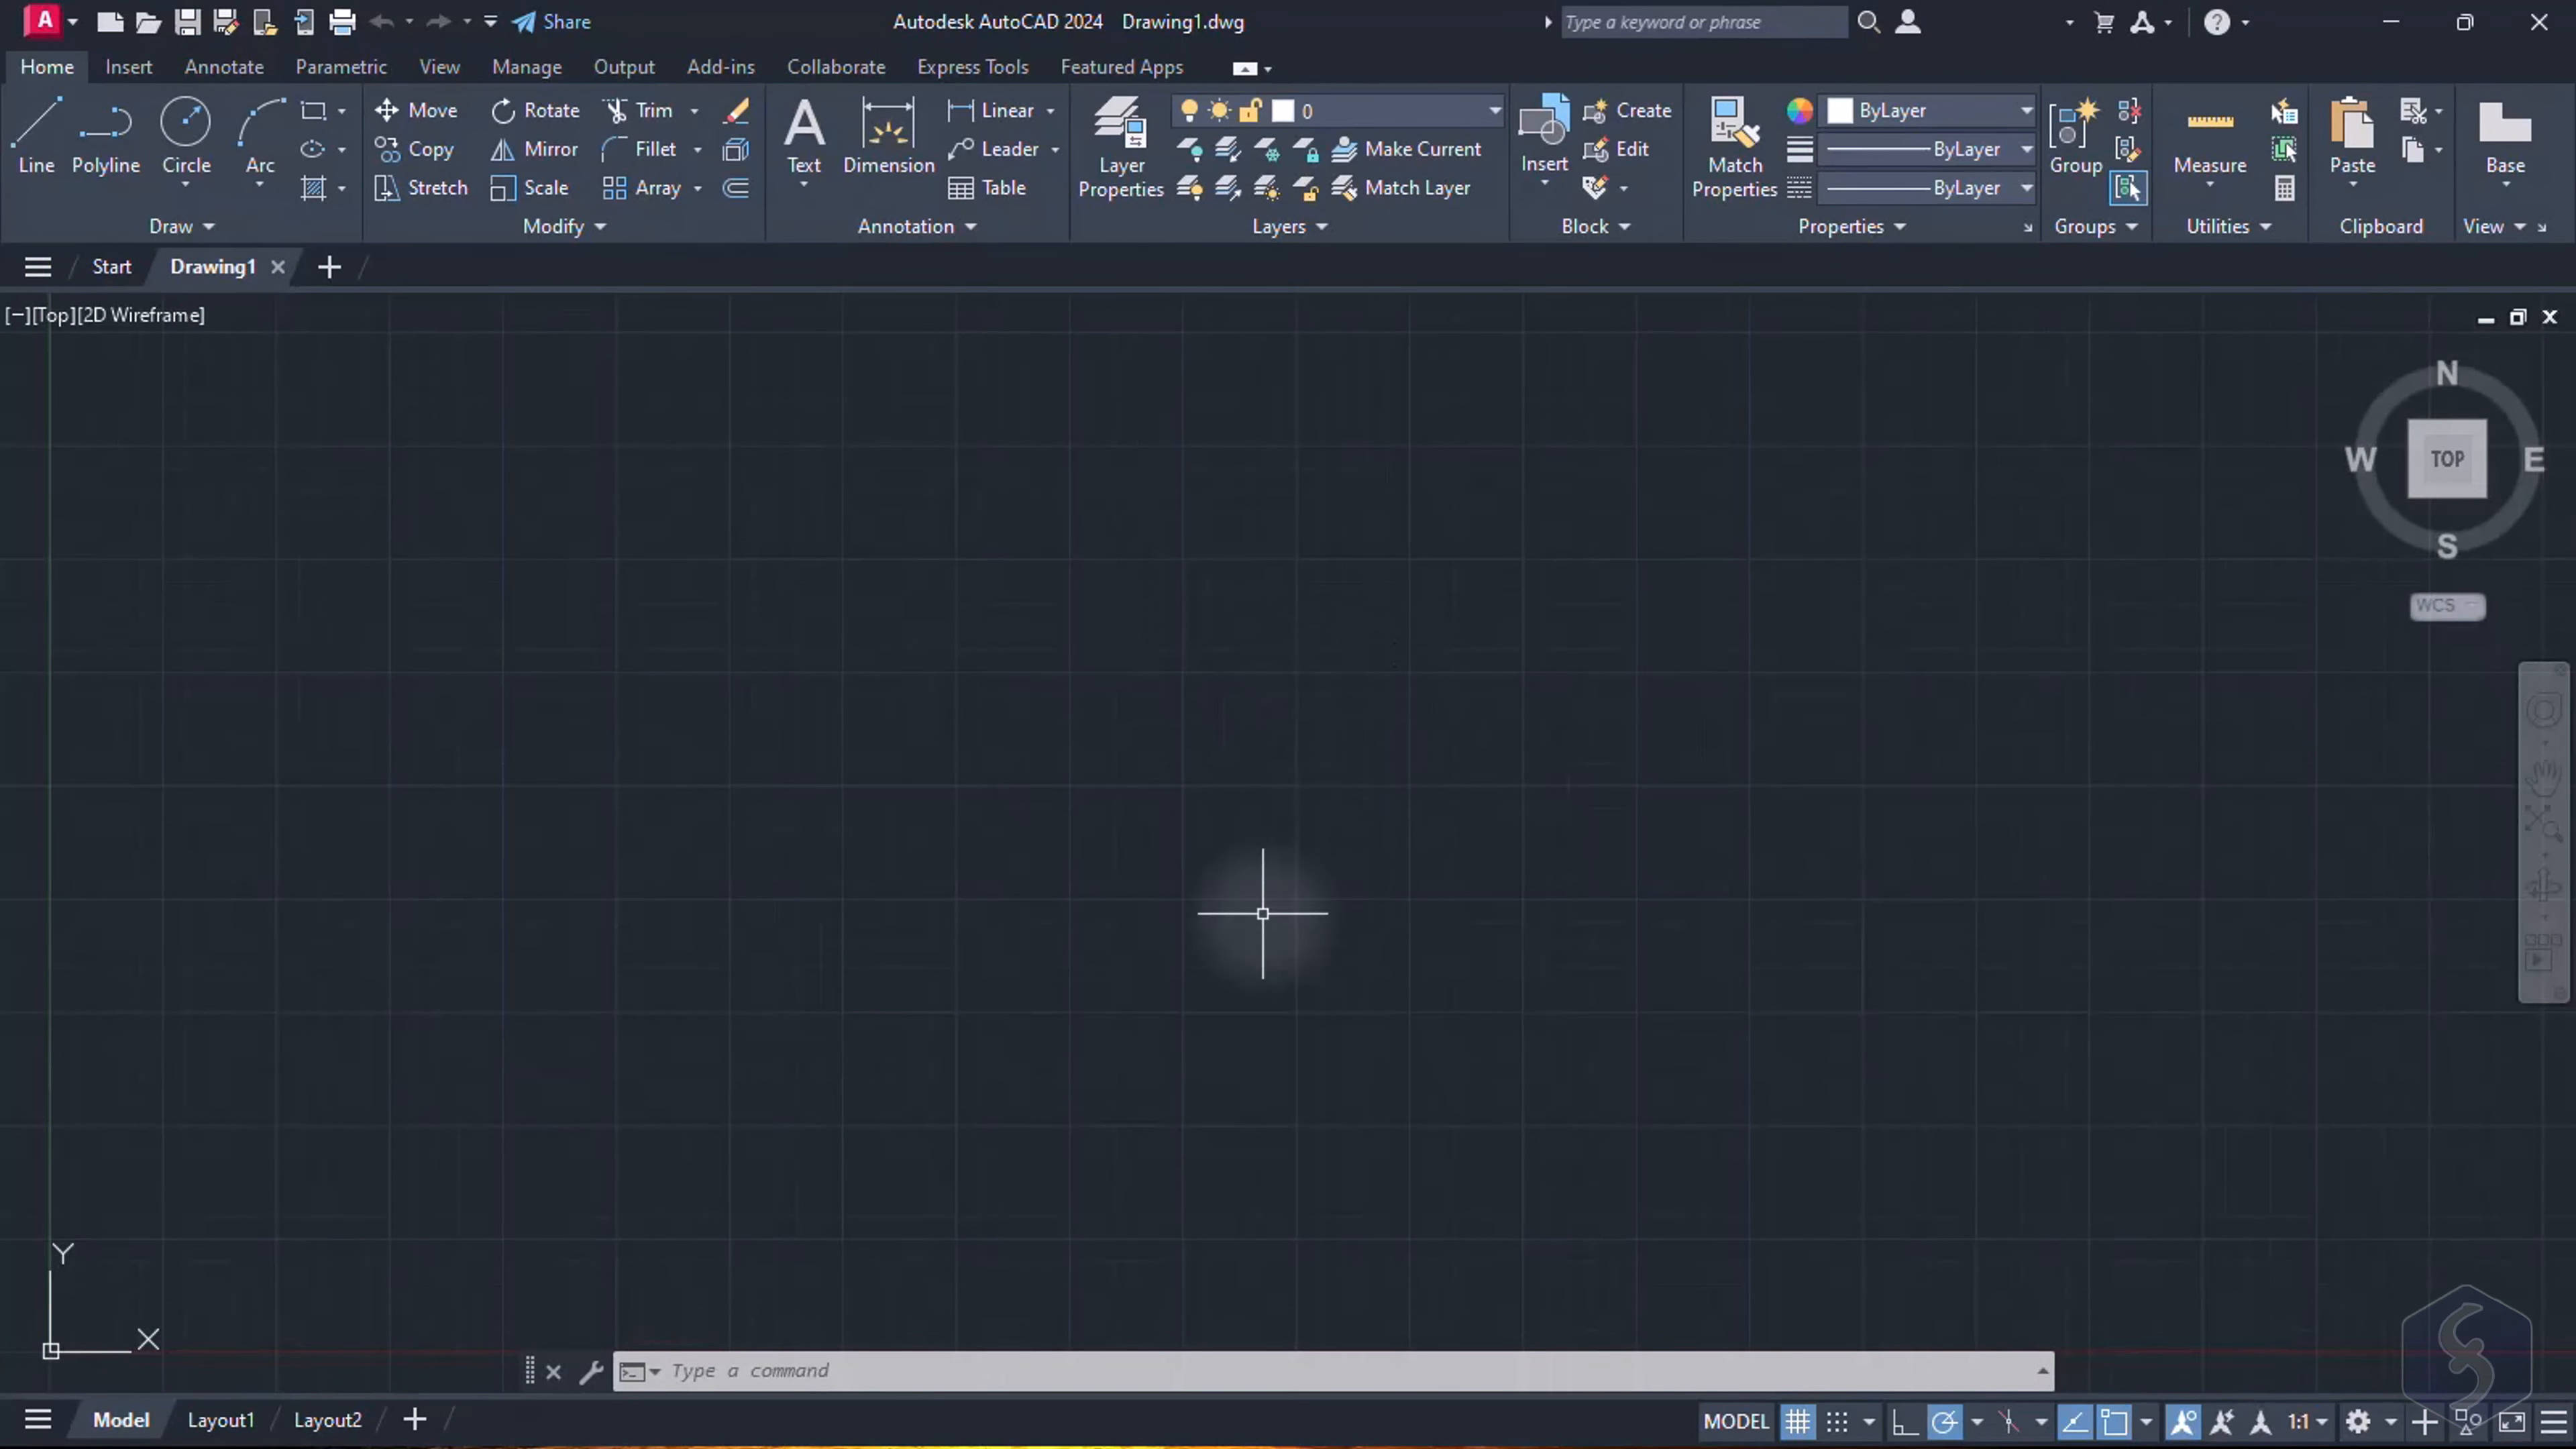 A Share Autodesk AutoCAD 2024 Drawing1.dwg Type a keyword or phrase
Home Insert Annotate Parametric View Manage Output Add-ins Collaborate Express Tools Featured Apps
Line Polyline Circle Arc
Draw
Move Rotate Trim
Copy Mirror Fillet
Stretch Scale Array
Modify
Text Dimension
Linear
Leader
Table
Annotation
Layer Properties
0
Make Current
Match Layer
Layers
Insert
Create
Edit
Block
Match Properties
ByLayer
ByLayer
ByLayer
Properties
Group
Groups
Measure
Utilities
Paste
Clipboard
Base
View
Start Drawing1
[−][Top][2D Wireframe]
N
W TOP E
S
WCS
Y
X
Type a command
Model Layout1 Layout2 MODEL 1:1